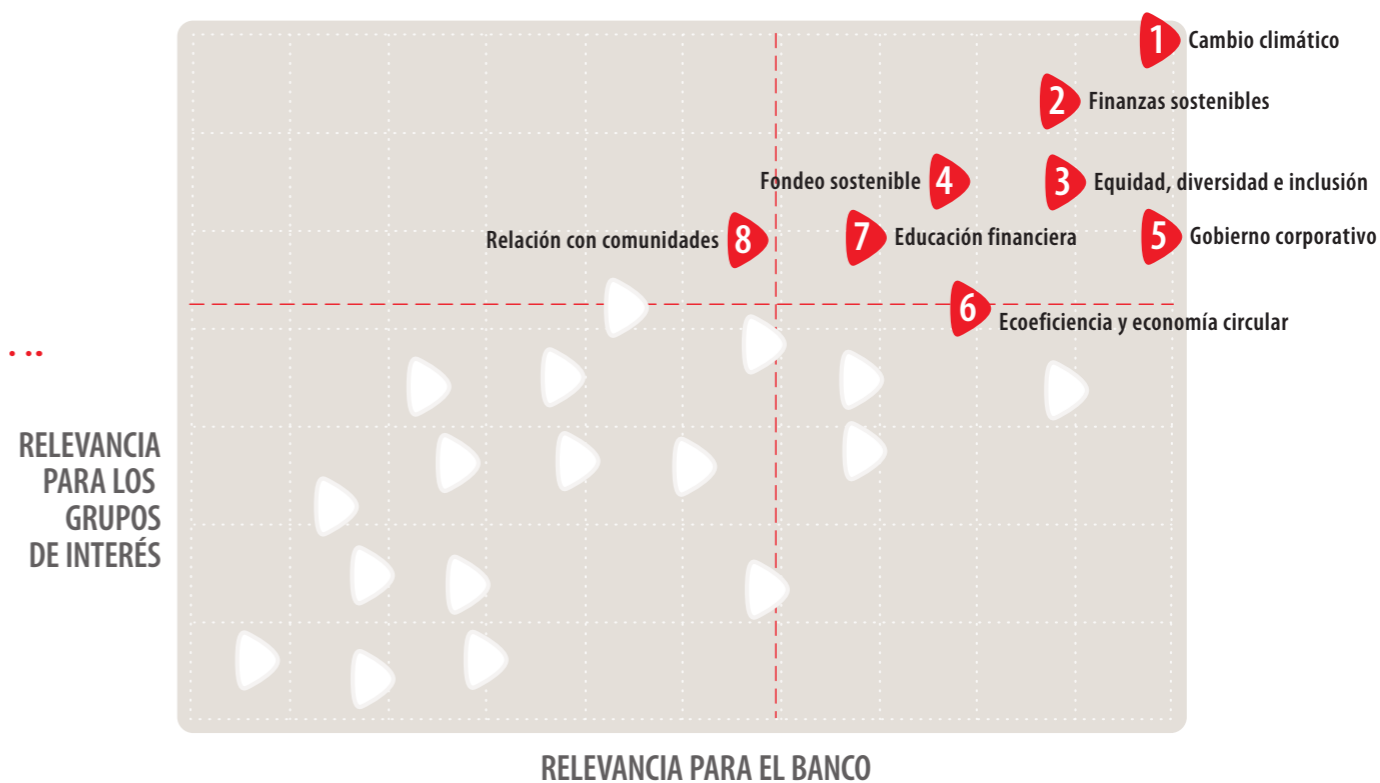 1 Cambio climático
2 Finanzas sostenibles
Fondeo sostenible 4
3 Equidad, diversidad e inclusión
Relación con comunidades 8
7 Educación financiera
5 Gobierno corporativo
6 Ecoeficiencia y economía circular
RELEVANCIA
PARA LOS
GRUPOS
DE INTERÉS
RELEVANCIA PARA EL BANCO